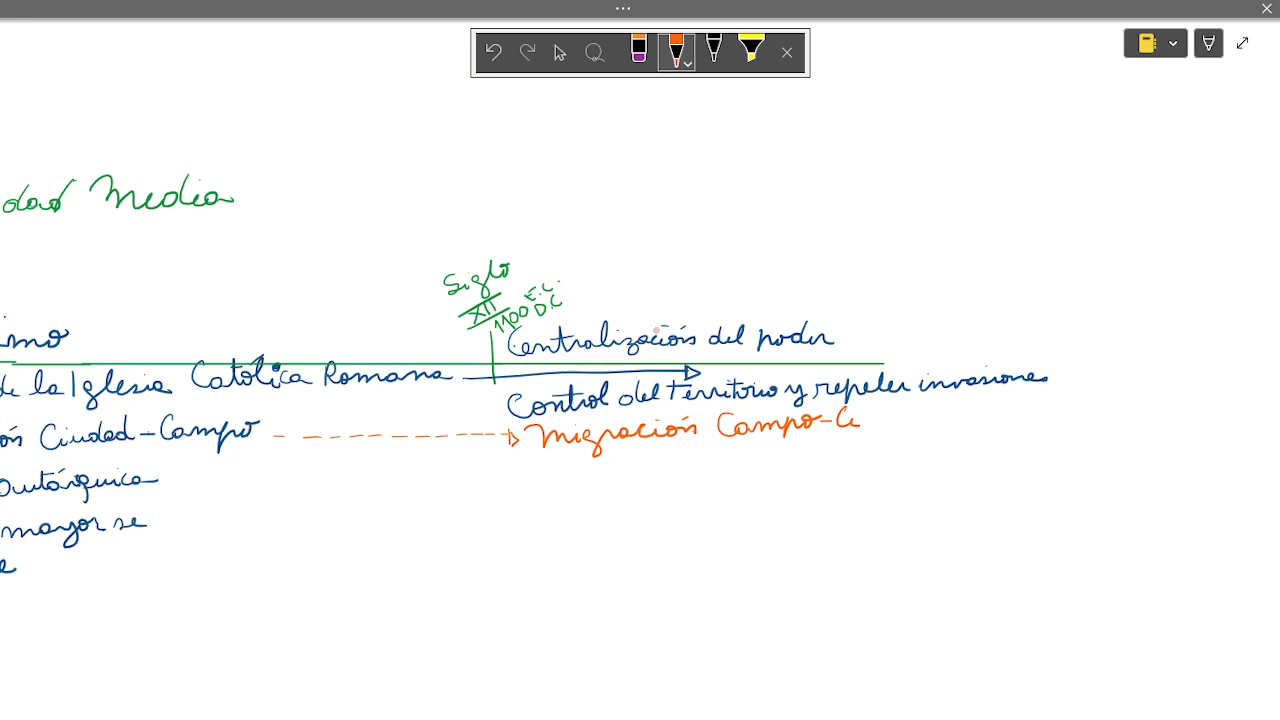 dad Media
Siglo
XII
1100 E.C.
D.C
imo
Centralización del poder
de la Iglesia Católica Romana
Control del territorio y repeler invasiones
ón Ciudad-Campo
migración Campo-C
autárquica
mayor se
e